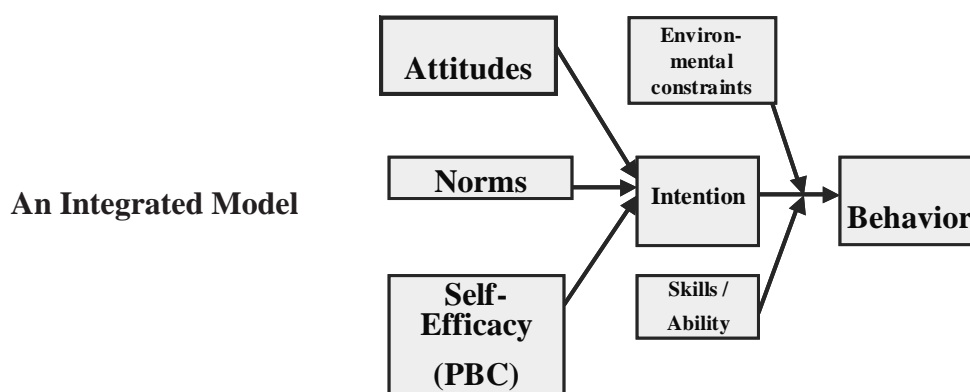 An Integrated Model
Attitudes
Norms
Self-
Efficacy
(PBC)
Environ-
mental
constraints
Intention
Skills /
Ability
Behavior